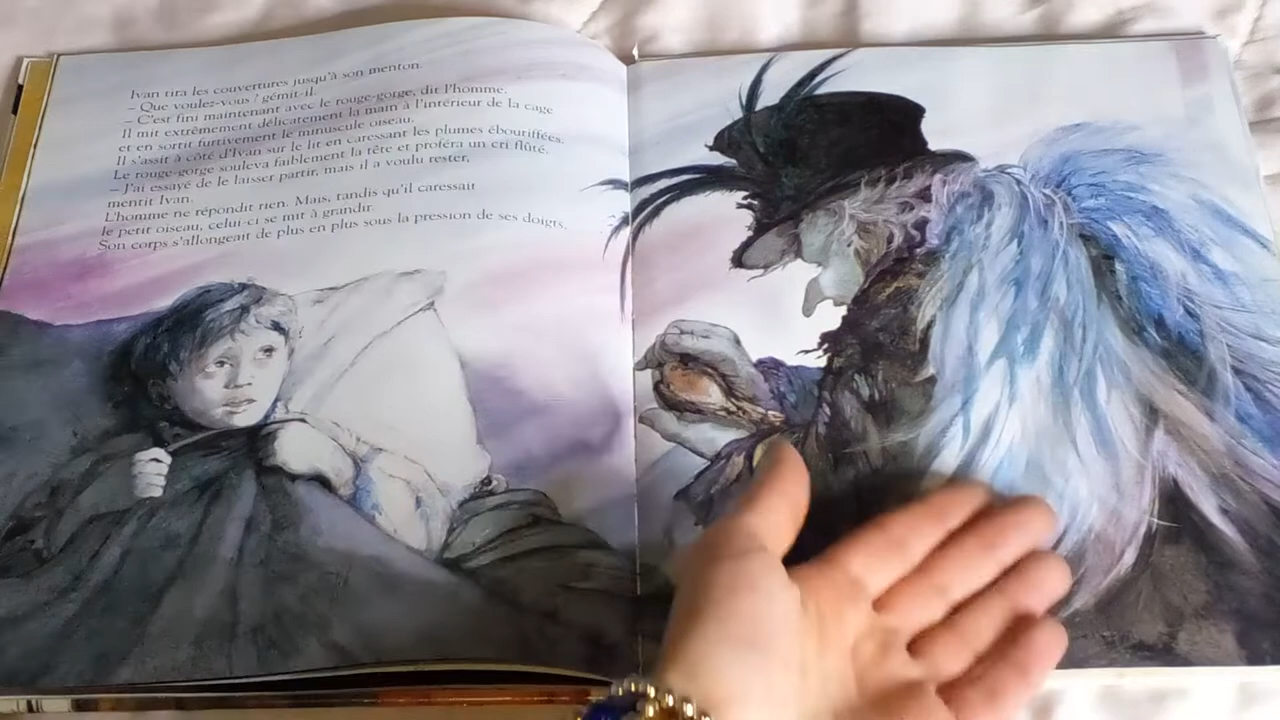 Ivan tira les couvertures jusqu'à son menton.
– Que voulez-vous ? gémit-il.
– C'est fini maintenant avec le rouge-gorge, dit l'homme.
Il mit extrêmement délicatement la main à l'intérieur de la cage
et en sortit furtivement le minuscule oiseau.
Il s'assit à côté d'Ivan sur le lit en caressant les plumes ébouriffées.
Le rouge-gorge souleva faiblement la tête et proféra un cri flûté.
– J'ai essayé de le laisser partir, mais il a voulu rester,
mentit Ivan.
L'homme ne répondit rien. Mais, tandis qu'il caressait
le petit oiseau, celui-ci se mit à grandir.
Son corps s'allongeait de plus en plus sous la pression de ses doigts.